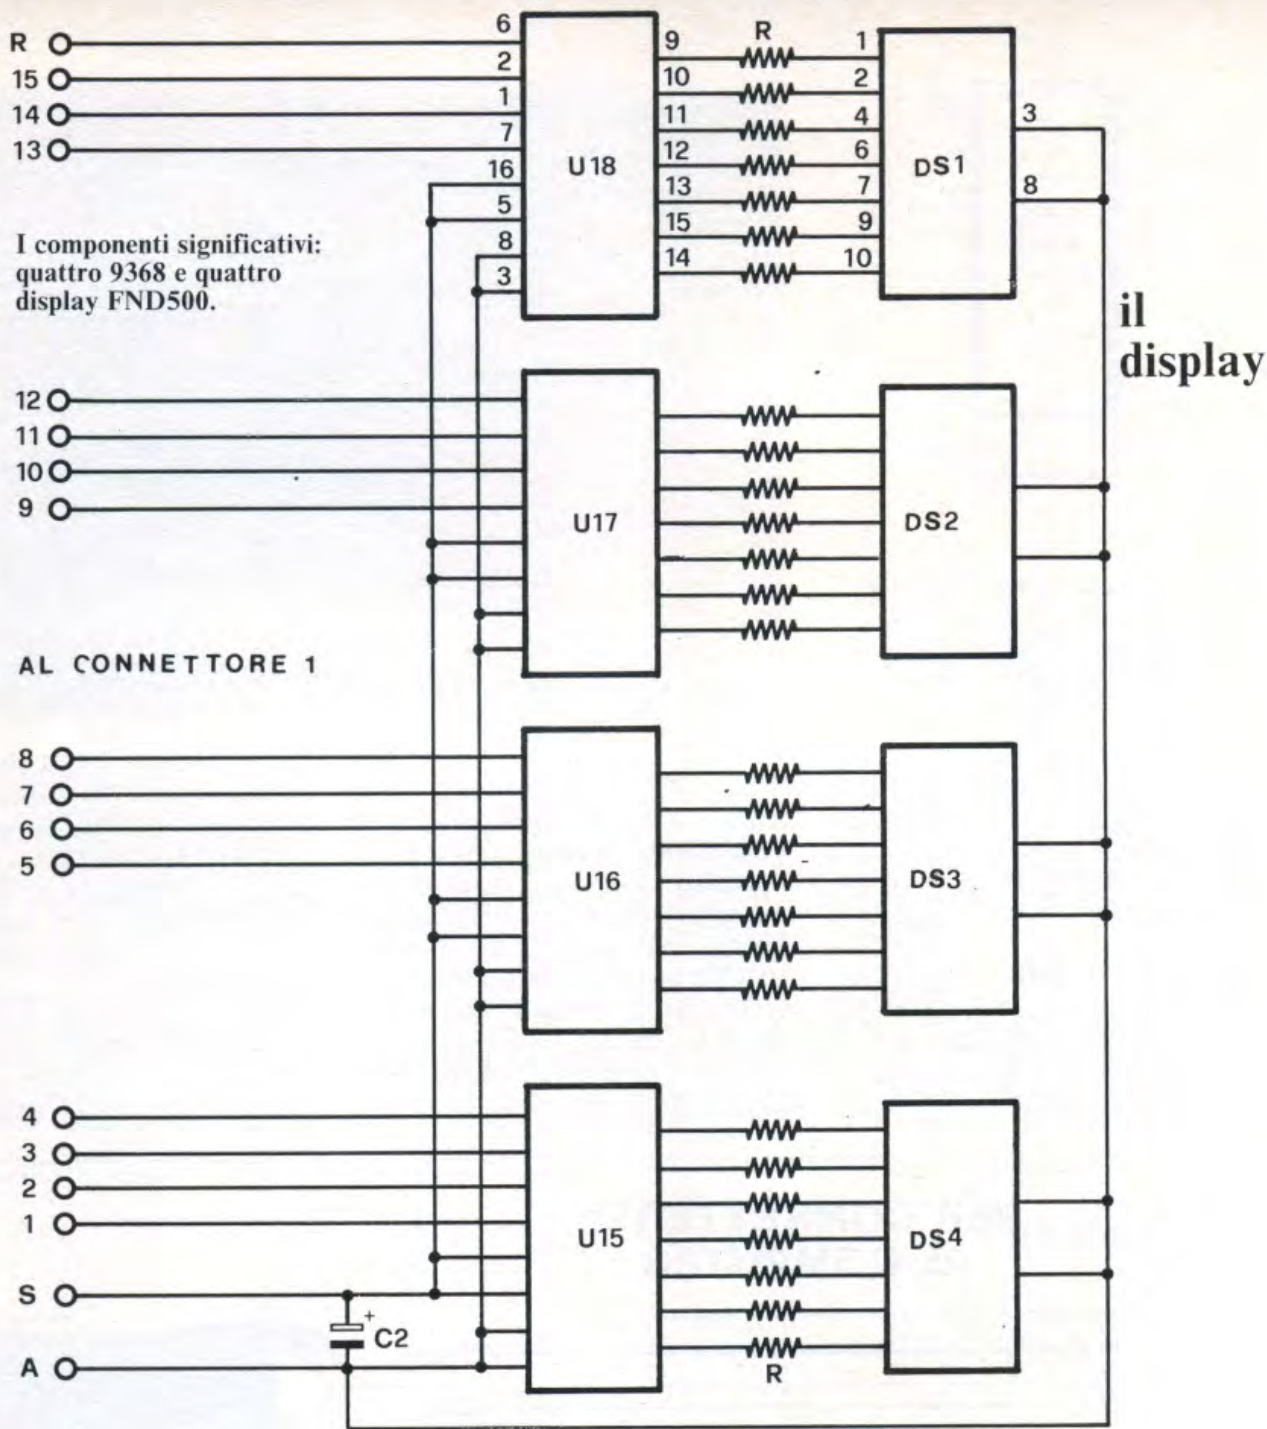 6
R
9
R
1
15
2
10
2
14
1
11
4
3
13
7
12
6
16
U18
13
7
DS1
5
15
9
8
8
14
10
3
I componenti significativi:
quattro 9368 e quattro
display FND500.
il
display
12
11
10
9
U17
DS2
AL CONNETTORE 1
8
7
6
5
U16
DS3
4
3
2
1
U15
DS4
S
+
C2
A
R